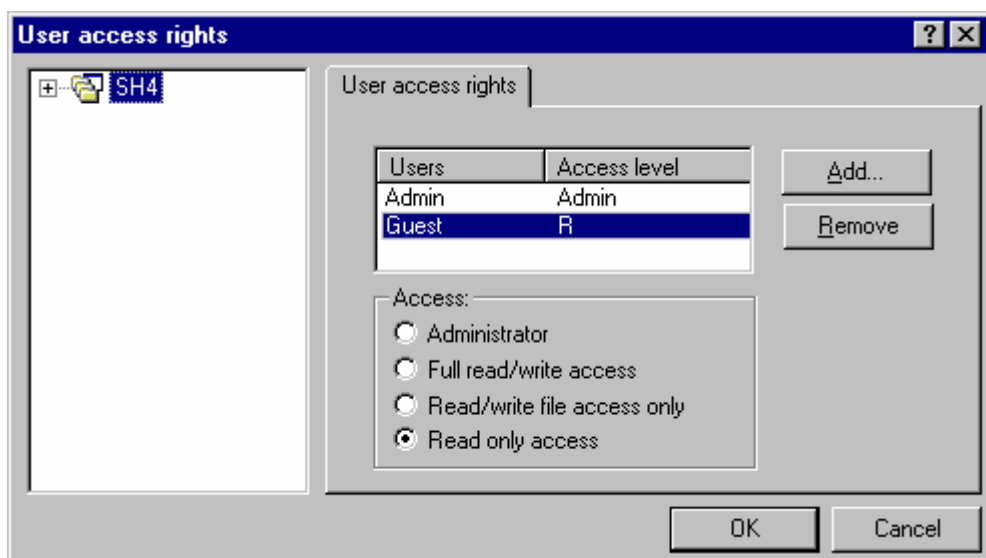 User access rights
SH4
User access rights
Users Access level
Admin Admin
Guest R
Add...
Remove
Access:
Administrator
Full read/write access
Read/write file access only
Read only access
OK
Cancel